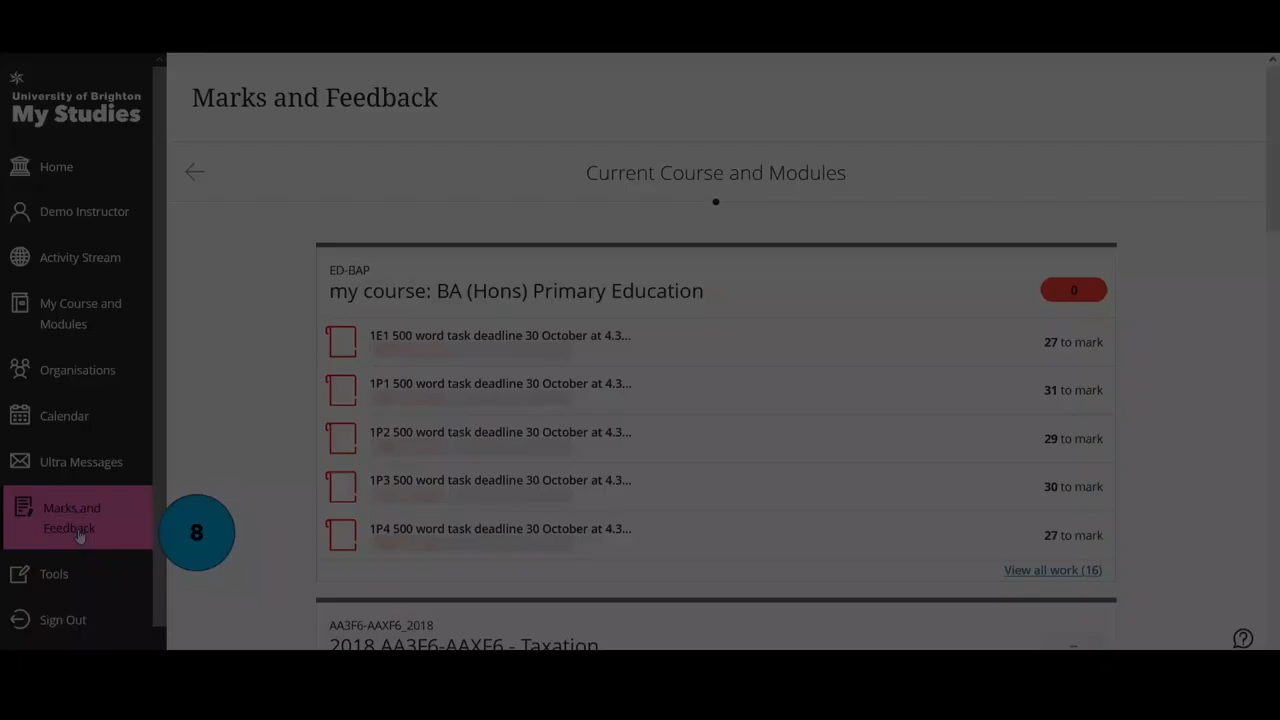 University of Brighton
My Studies
Home
Demo Instructor
Activity Stream
My Course and
Modules
Organisations
Calendar
Ultra Messages
Marks and
Feedback
Tools
Sign Out
8
Marks and Feedback
Current Course and Modules
ED-BAP
my course: BA (Hons) Primary Education
0
1E1 500 word task deadline 30 October at 4.3...
27 to mark
1P1 500 word task deadline 30 October at 4.3...
31 to mark
1P2 500 word task deadline 30 October at 4.3...
29 to mark
1P3 500 word task deadline 30 October at 4.3...
30 to mark
1P4 500 word task deadline 30 October at 4.3...
27 to mark
View all work (16)
AA3F6-AAXF6_2018
2018 AA3F6-AAXF6 - Taxation